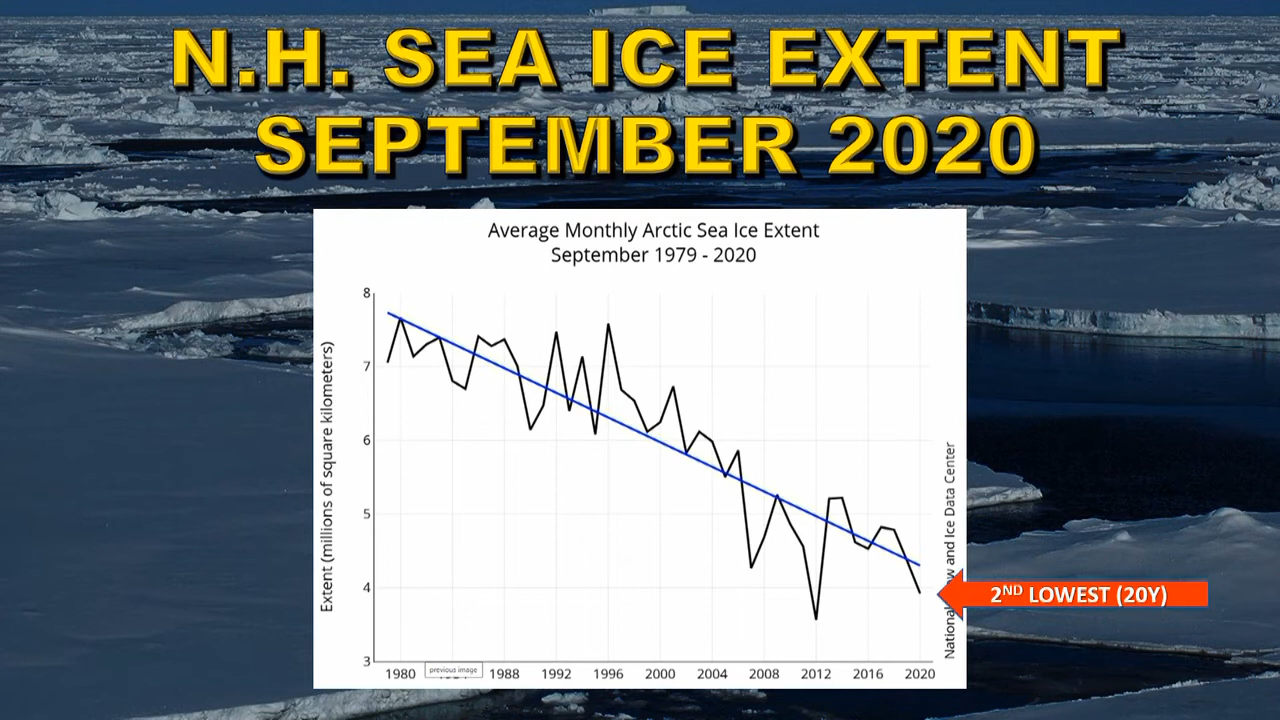 N.H. SEA ICE EXTENT
SEPTEMBER 2020
Average Monthly Arctic Sea Ice Extent
September 1979 - 2020
Extent (millions of square kilometers)
8
7
6
5
4
3
1980
previous image
1988
1992
1996
2000
2004
2008
2012
2016
2020
National and Ice Data Center
2ND LOWEST (20Y)